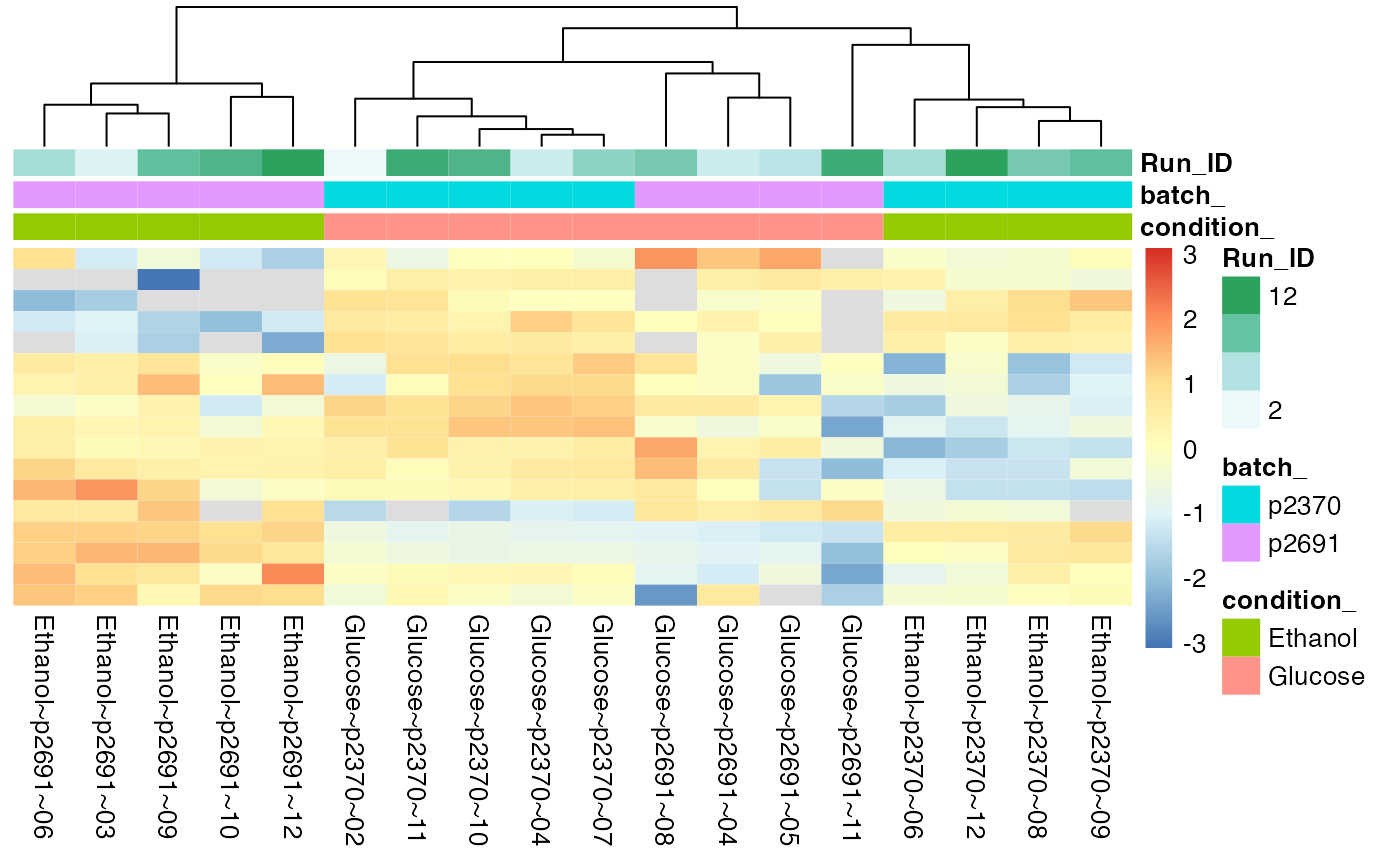 Run_ID
batch_
condition_
3
2
1
0
-1
-2
-3
Run_ID
12
2
batch_
p2370
p2691
condition_
Ethanol
Glucose
Ethanol~p2691~06
Ethanol~p2691~03
Ethanol~p2691~09
Ethanol~p2691~10
Ethanol~p2691~12
Glucose~p2370~02
Glucose~p2370~11
Glucose~p2370~10
Glucose~p2370~04
Glucose~p2370~07
Glucose~p2691~08
Glucose~p2691~04
Glucose~p2691~05
Glucose~p2691~11
Ethanol~p2370~06
Ethanol~p2370~12
Ethanol~p2370~08
Ethanol~p2370~09